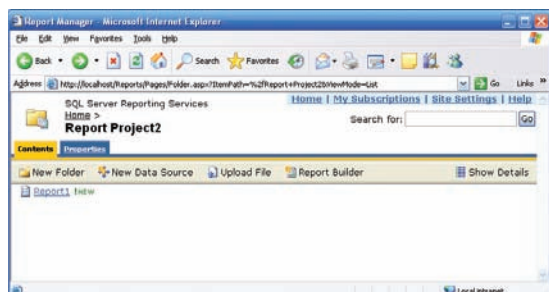 Report Manager - Microsoft Internet Explorer
File Edit View Favorites Tools Help
Back Search Favorites
Address http://localhost/Reports/Pages/Folder.aspx?ItemPath=%2fReport+Project2&ViewMode=List Go Links »
SQL Server Reporting Services
Home | My Subscriptions | Site Settings | Help
Home >
Report Project2
Search for: Go
Contents Properties
New Folder New Data Source Upload File Report Builder Show Details
Report1 !NEW
Local intranet